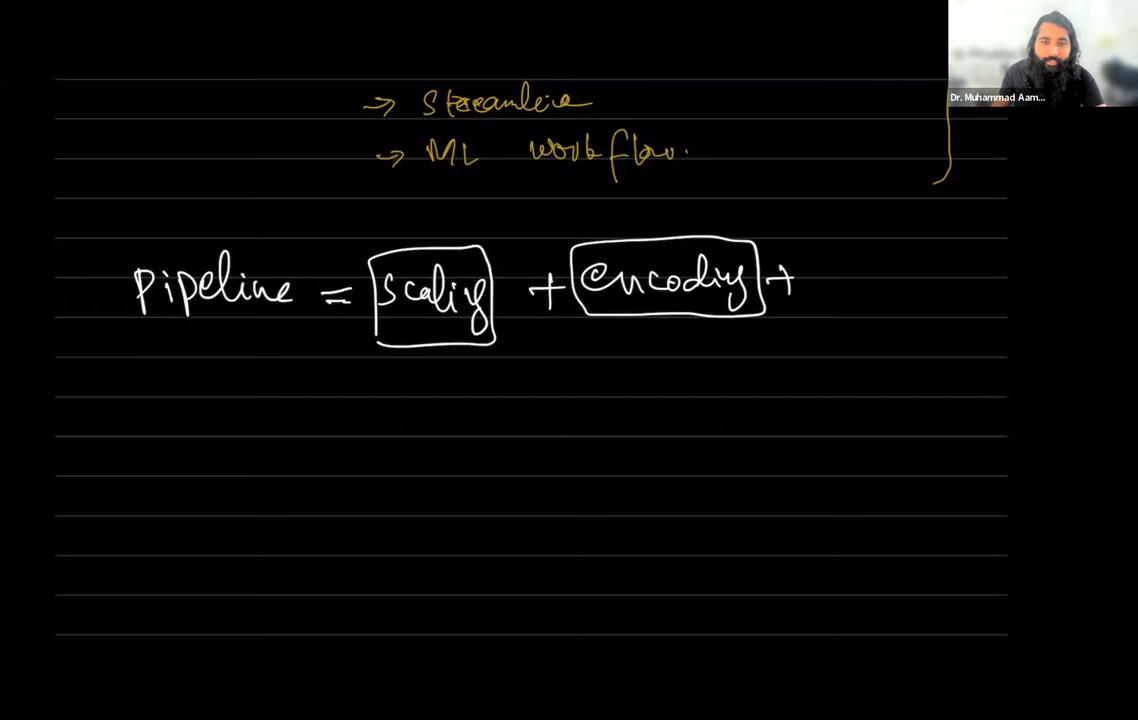 Dr. Muhammad Aam...
→ Streamline
→ ML workflow.
Pipeline = scaling + encoding +